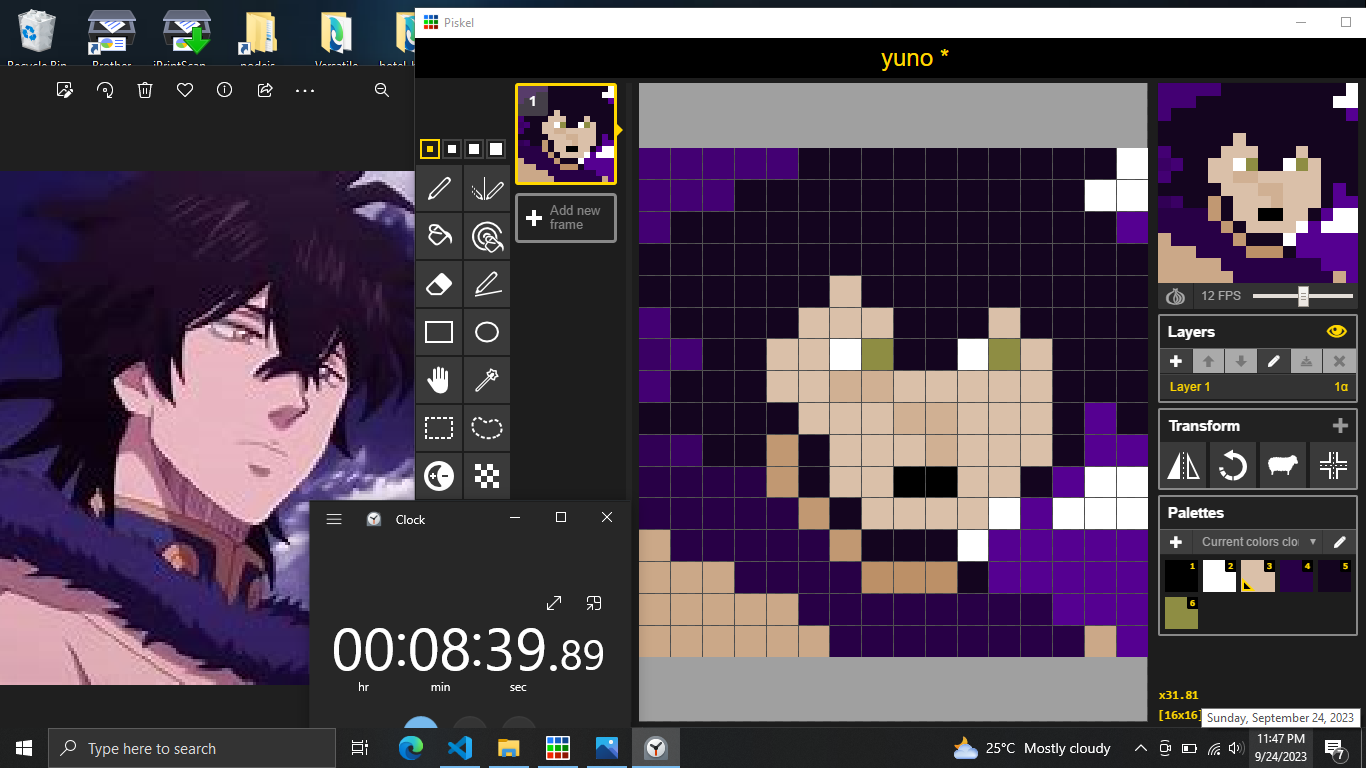 Piskel
yuno *
Recycle Bin
Brother
iPrintScan
nodejs
Versatile
1
Add new
frame
12 FPS
Layers
Layer 1
1α
Transform
Palettes
Current colors clo
1
2
3
4
5
6
Clock
00:08:39.89
hr
min
sec
x31.81
[16x16]
Sunday, September 24, 2023
Type here to search
25°C Mostly cloudy
11:47 PM
9/24/2023
7